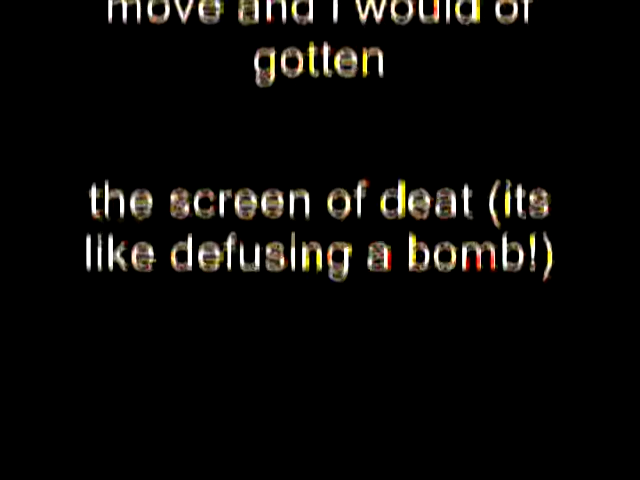 move and I would of
gotten
the screen of deat (its
like defusing a bomb!)